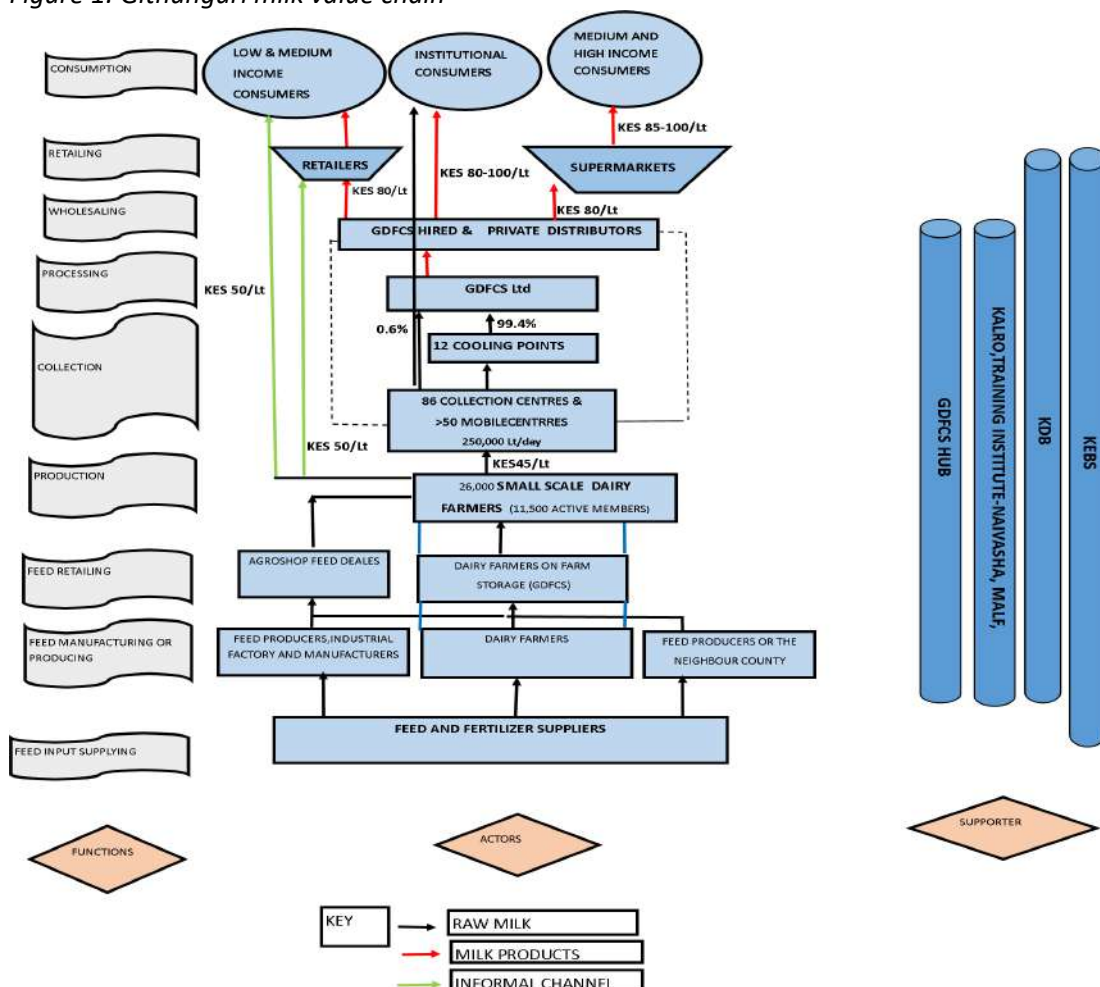 Figure 1: Githunguri milk value chain
CONSUMPTION
LOW & MEDIUM
INCOME
CONSUMERS
INSTITUTIONAL
CONSUMERS
MEDIUM AND
HIGH INCOME
CONSUMERS
KES 85-100/Lt
RETAILING
RETAILERS
KES 80-100/Lt
SUPERMARKETS
KES 80/Lt
KES 80/Lt
WHOLESALING
GDFCS HIRED & PRIVATE DISTRIBUTORS
PROCESSING
KES 50/Lt
GDFCS Ltd
0.6%
99.4%
12 COOLING POINTS
COLLECTION
86 COLLECTION CENTRES &
>50 MOBILECENTRRES
250,000 Lt/day
KES 50/Lt
KES45/Lt
PRODUCTION
26,000 SMALL SCALE DAIRY
FARMERS (11,500 ACTIVE MEMBERS)
AGROSHOP FEED DEALES
DAIRY FARMERS ON FARM
STORAGE (GDFCS)
FEED RETAILING
FEED MANUFACTURING OR
PRODUCING
FEED PRODUCERS,INDUSTRIAL
FACTORY AND MANUFACTURERS
DAIRY FARMERS
FEED PRODUCERS OR THE
NEIGHBOUR COUNTY
FEED AND FERTILIZER SUPPLIERS
FEED INPUT SUPPLYING
GDFCS HUB
KALRO,TRAINING INSTITUTE-NAIVASHA, MALF,
KDB
KEBS
FUNCTIONS
ACTORS
SUPPORTER
KEY
RAW MILK
MILK PRODUCTS
INFORMAL CHANNEL